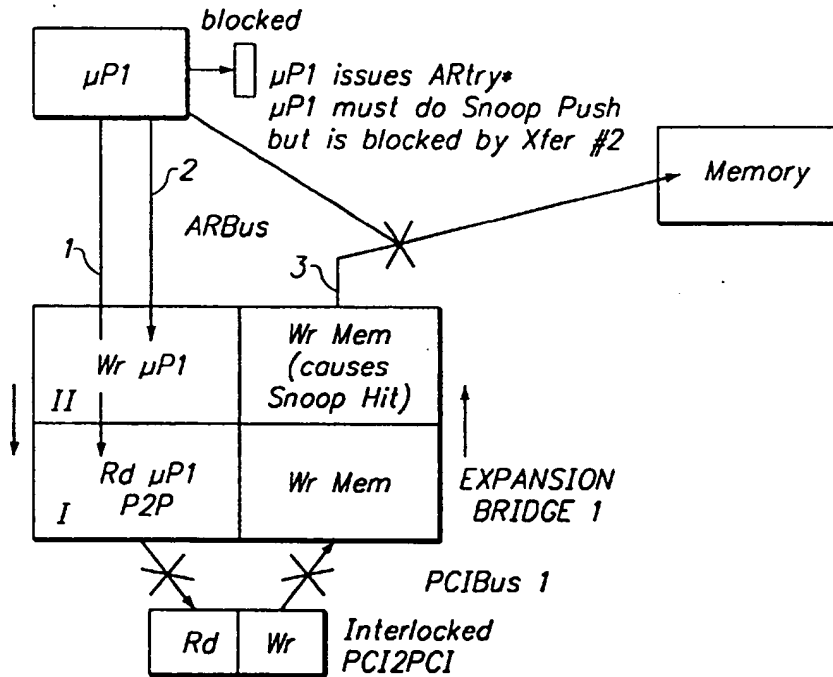 blocked
µP1
µP1 issues ARtry*
µP1 must do Snoop Push
but is blocked by Xfer #2
Memory
2
ARBus
1
3
Wr µP1
II
Wr Mem
(causes
Snoop Hit)
Rd µP1
P2P
I
Wr Mem
EXPANSION
BRIDGE 1
PCIBus 1
Rd
Wr
Interlocked
PCI2PCI